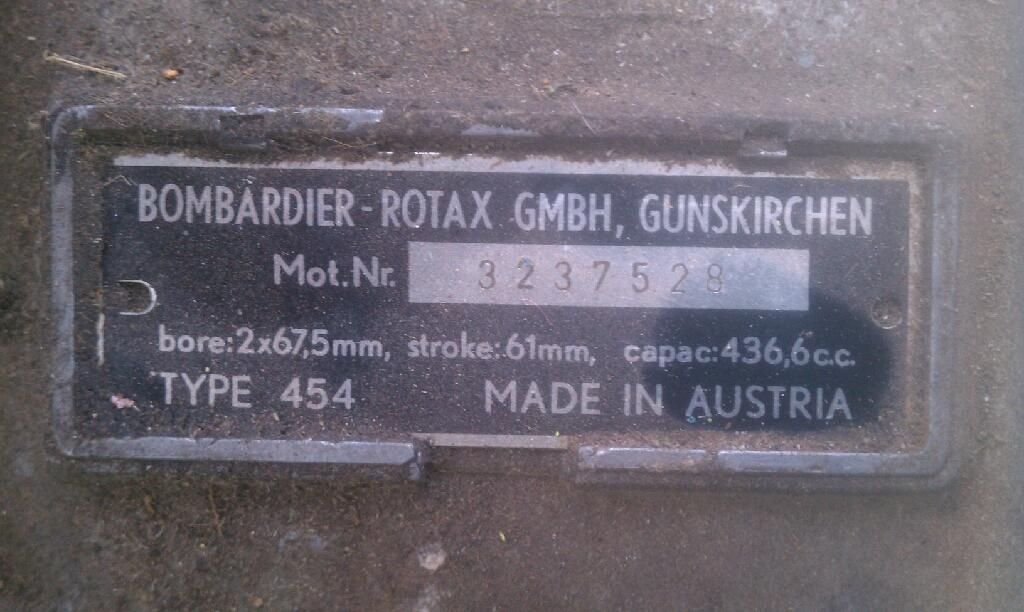 BOMBARDIER-ROTAX GMBH, GUNSKIRCHEN
Mot.Nr. 3237528
bore:2x67,5mm, stroke:61mm, capac:436,6c.c.
TYPE 454 MADE IN AUSTRIA